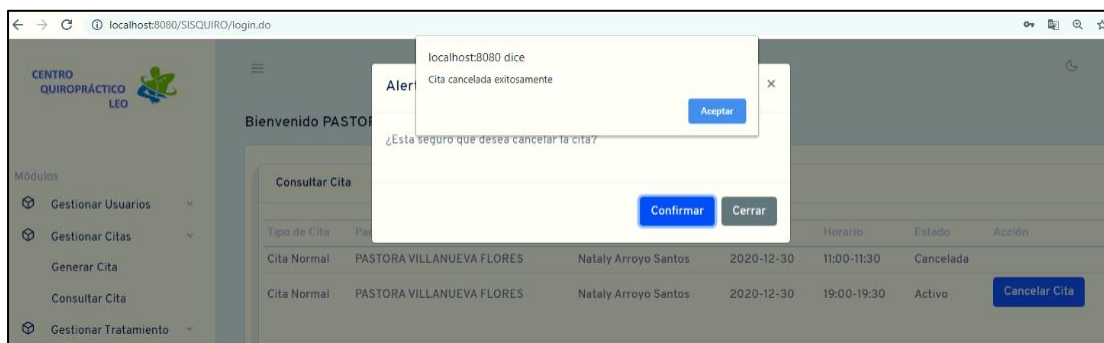 localhost:8080/SISQUIRO/login.do
localhost:8080 dice
Cita cancelada exitosamente
Aceptar
CENTRO
QUIROPRÁCTICO
LEO
Bienvenido
¿Esta seguro que desea cancelar la cita?
Confirmar Cerrar
Módulos
Gestionar Usuarios
Gestionar Citas
Generar Cita
Consultar Cita
Gestionar Tratamiento
Consultar Cita
Tipo de Cita Horario Estado Acción
Cita Normal PASTORA VILLANUEVA FLORES Nataly Arroyo Santos 2020-12-30 11:00-11:30 Cancelada
Cita Normal PASTORA VILLANUEVA FLORES Nataly Arroyo Santos 2020-12-30 19:00-19:30 Activo Cancelar Cita